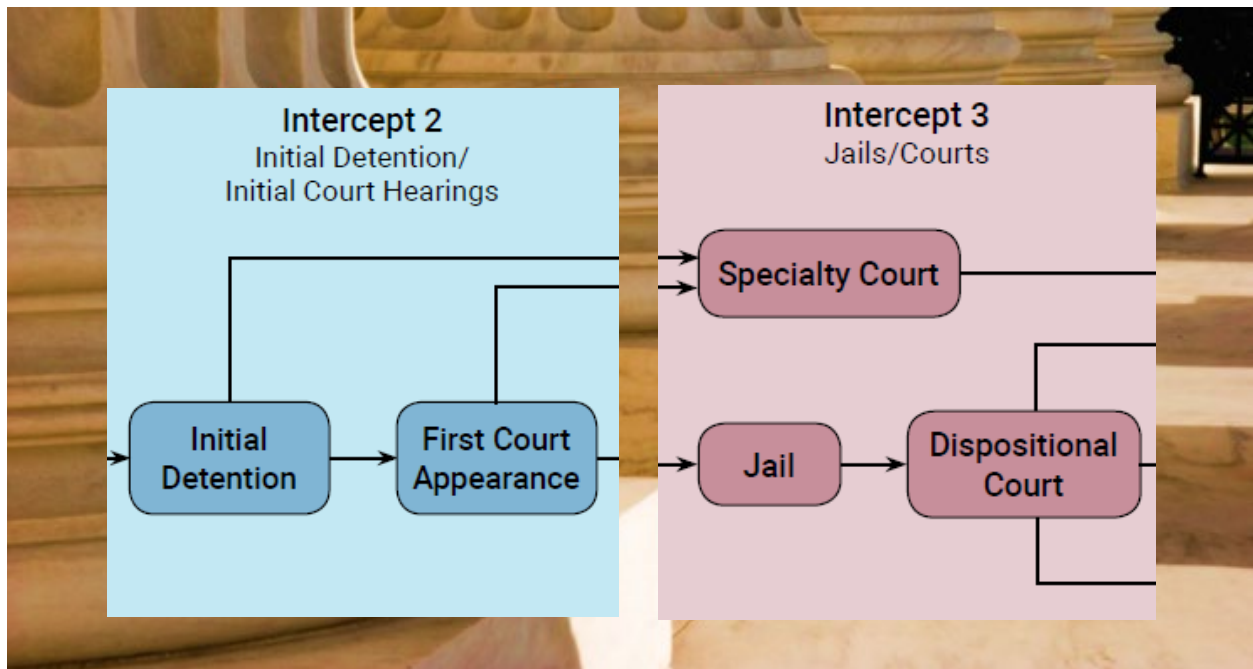 Intercept 2
Initial Detention/
Initial Court Hearings
Initial
Detention
First Court
Appearance
Intercept 3
Jails/Courts
Specialty Court
Jail
Dispositional
Court